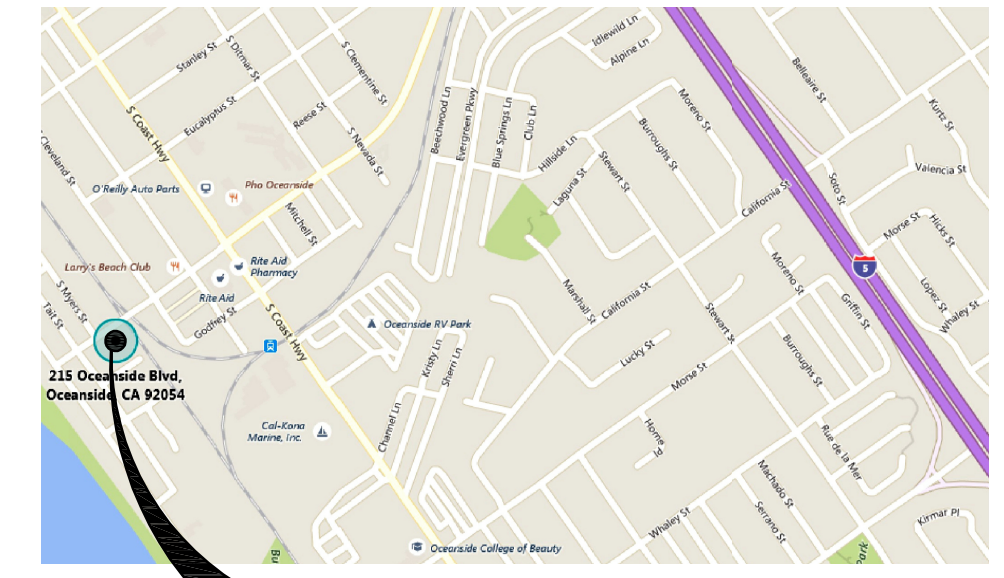 Idlewild Ln
Alpine Ln
Stanley St
S Ditmar St
S Clementine St
Belleaire St
S Coast Hwy
Eucalyptus St
Reese St
Beechwood Ln
Evergreen Pkwy
Blue Springs Ln
Club Ln
Moreno St
Kurtz St
Cleveland St
S Nevada St
Hillside Ln
Burroughs St
Stewart St
Valencia St
O'Reilly Auto Parts
Pho Oceanside
Laguna St
California St
Soto St
Mitchell St
Morse St
Hicks St
Larry's Beach Club
Rite Aid
Pharmacy
5
Moreno St
S Myers St
Rite Aid
Marshall St
California St
Griffin St
Lopez St
Whaley St
Tait St
Godfrey St
S Coast Hwy
Oceanside RV Park
Stewart St
215 Oceanside Blvd,
Oceanside, CA 92054
Kristy Ln
Sherri Ln
Lucky St
Morse St
Burroughs St
Cal-Kona
Marine, Inc.
Channel Ln
Home
Pl
Rue de la Mer
Machado St
Serrano St
Whaley St
Kirmar Pl
Oceanside College of Beauty
Bu
park